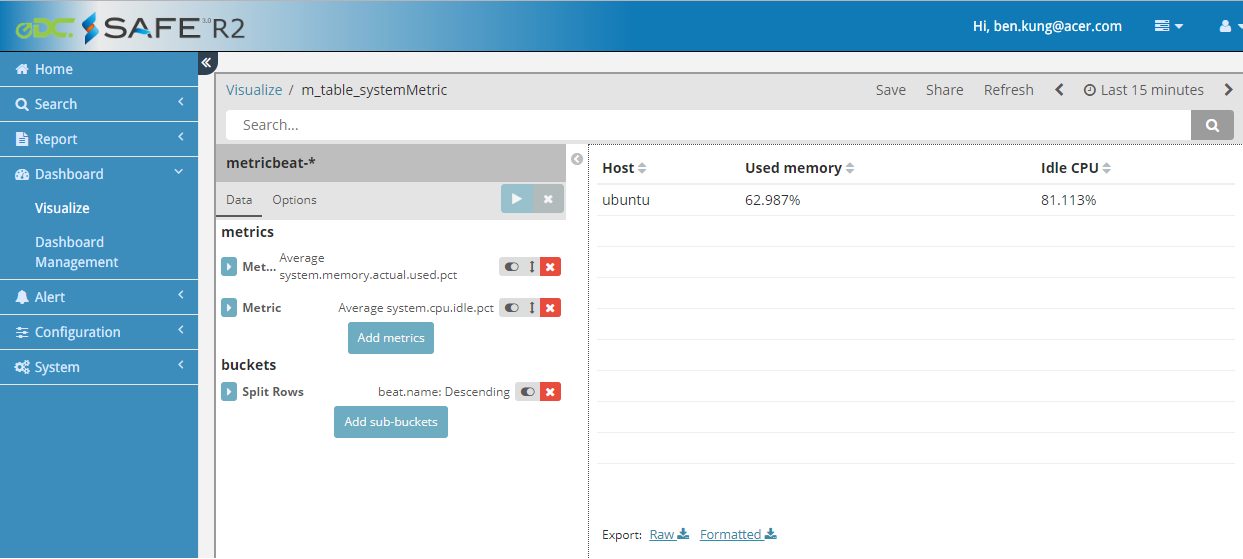 eDC. SAFE 3.0 R2
Hi, ben.kung@acer.com
Home
Search
Report
Dashboard
Visualize
Dashboard
Management
Alert
Configuration
System
Visualize / m_table_systemMetric
Save Share Refresh Last 15 minutes
Search...
metricbeat-*
Data Options
metrics
Met... Average
system.memory.actual.used.pct
Metric Average system.cpu.idle.pct
Add metrics
buckets
Split Rows beat.name: Descending
Add sub-buckets
Host Used memory Idle CPU
ubuntu 62.987% 81.113%
Export: Raw Formatted